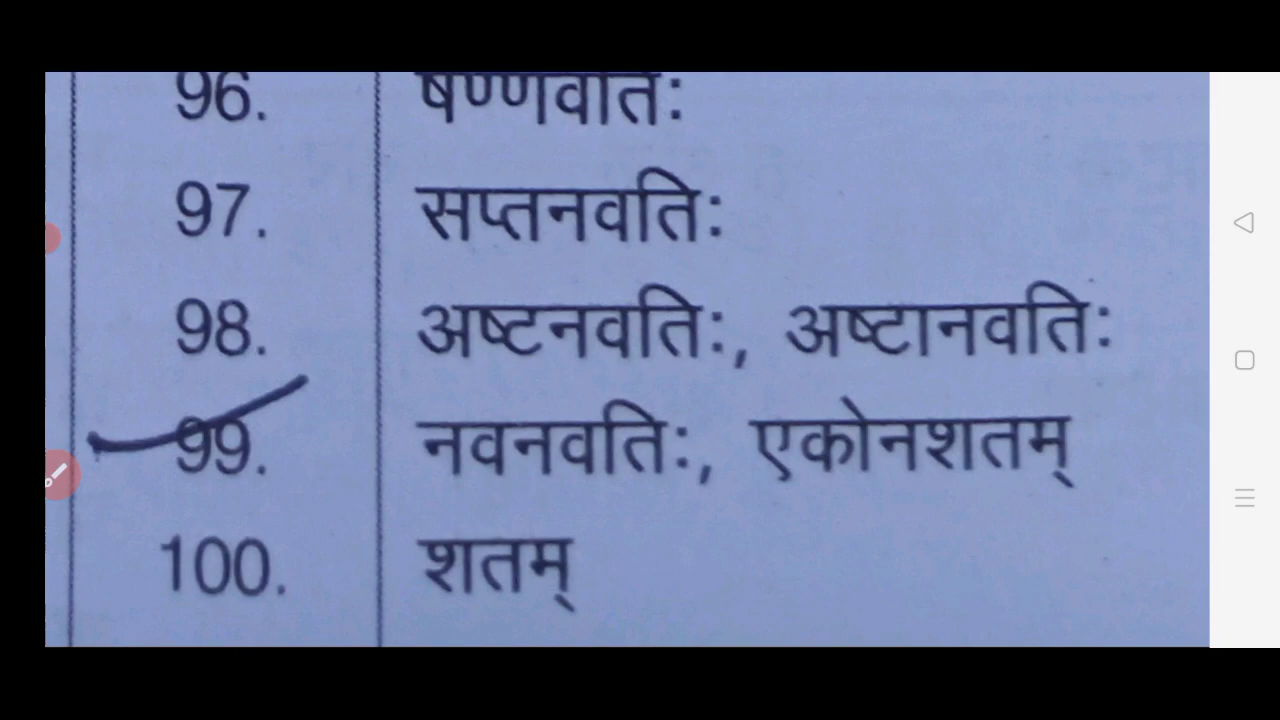 96. षण्णवतिः
97. सप्तनवतिः
98. अष्टनवतिः, अष्टानवतिः
99. नवनवतिः, एकोनशतम्
100. शतम्